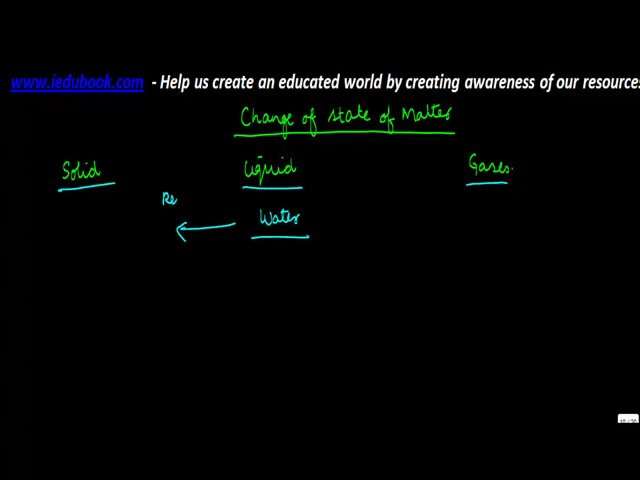 www.iedubook.com - Help us create an educated world by creating awareness of our resources
Change of state of Matter
Solid Liquid Gases.
Re
Water